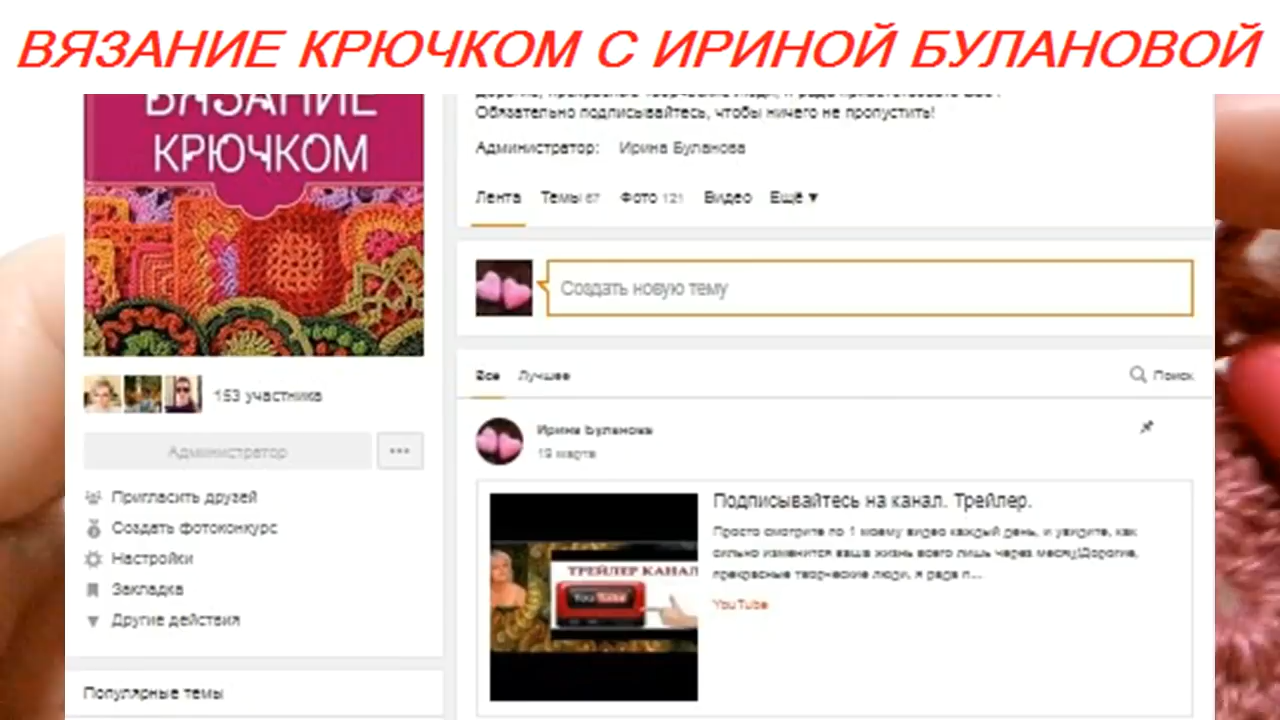 ВЯЗАНИЕ КРЮЧКОМ С ИРИНОЙ БУЛАНОВОЙ
ВЯЗАНИЕ
КРЮЧКОМ
153 участника
Администратор
Пригласить друзей
Создать фотоконкурс
Настройки
Закладка
Другие действия
Популярные темы
Обязательно подписывайтесь, чтобы ничего не пропустить!
Администратор: Ирина Буланова
Лента Темы 67 Фото 121 Видео Ещё
Создать новую тему
Все Лучшее Поиск
Ирина Буланова
19 марта
ТРЕЙЛЕР КАНАЛ
YouTube
Подписывайтесь на канал. Трейлер.
Просто смотрите по 1 моему видео каждый день, и увидите, как
сильно изменится ваша жизнь всего лишь через месяц!Дорогие,
прекрасные творческие люди, я рада п...
YouTube